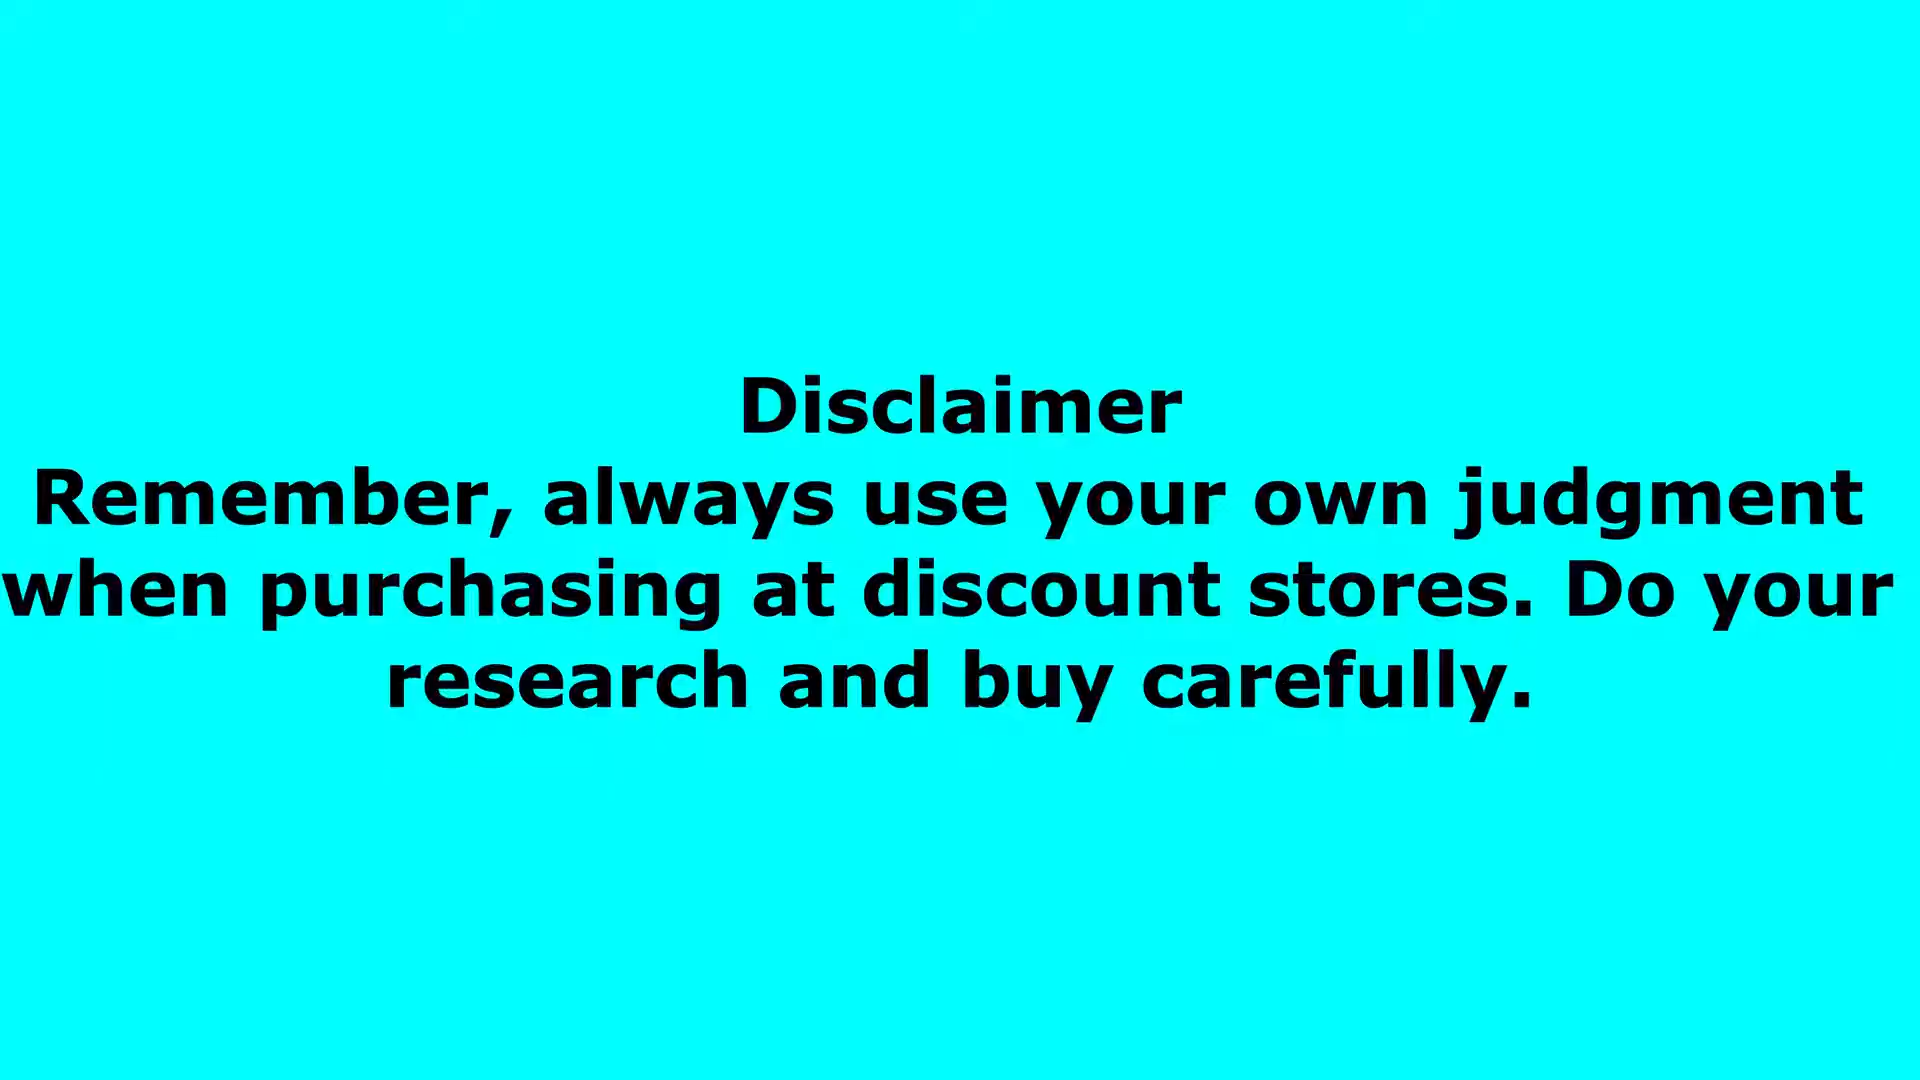 Disclaimer
Remember, always use your own judgment
when purchasing at discount stores. Do your
research and buy carefully.